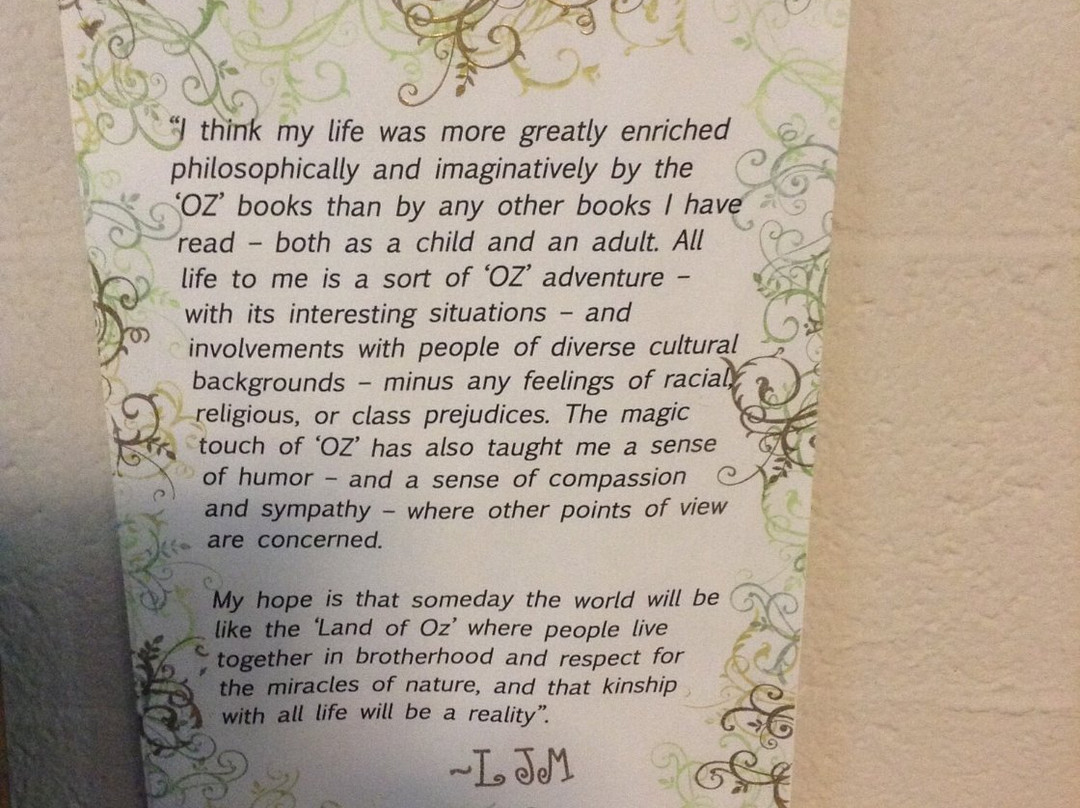 “I think my life was more greatly enriched
philosophically and imaginatively by the
‘OZ’ books than by any other books I have
read – both as a child and an adult. All
life to me is a sort of ‘OZ’ adventure –
with its interesting situations – and
involvements with people of diverse cultural
backgrounds – minus any feelings of racial,
religious, or class prejudices. The magic
touch of ‘OZ’ has also taught me a sense
of humor – and a sense of compassion
and sympathy – where other points of view
are concerned.
My hope is that someday the world will be
like the ‘Land of Oz’ where people live
together in brotherhood and respect for
the miracles of nature, and that kinship
with all life will be a reality”.
~L JM